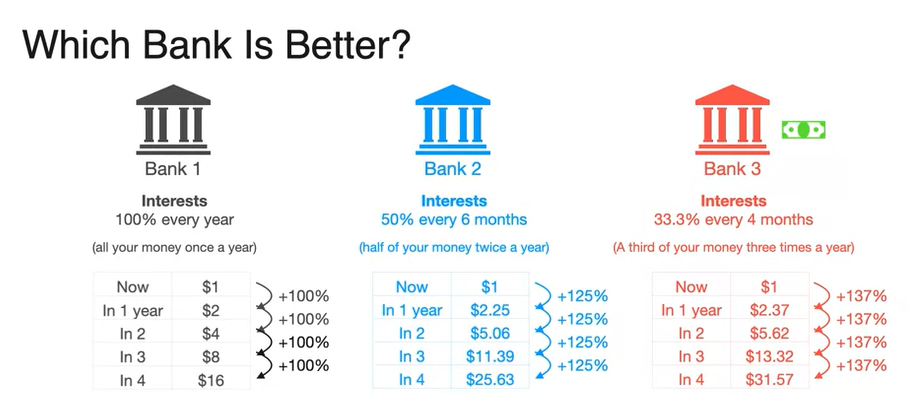 Which Bank Is Better?
Bank 1
Interests
100% every year
(all your money once a year)
Now $1
In 1 year $2
In 2 $4
In 3 $8
In 4 $16
+100%
+100%
+100%
+100%
Bank 2
Interests
50% every 6 months
(half of your money twice a year)
Now $1
In 1 year $2.25
In 2 $5.06
In 3 $11.39
In 4 $25.63
+125%
+125%
+125%
+125%
Bank 3
Interests
33.3% every 4 months
(A third of your money three times a year)
Now $1
In 1 year $2.37
In 2 $5.62
In 3 $13.32
In 4 $31.57
+137%
+137%
+137%
+137%